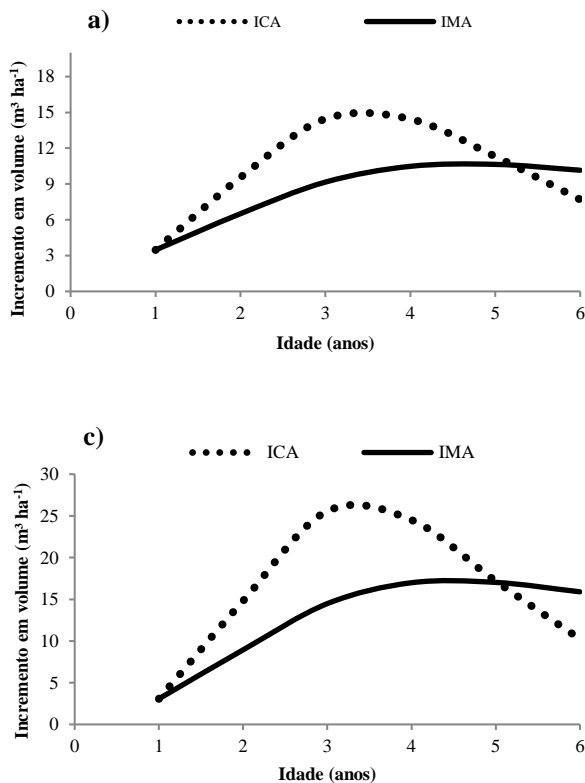 a)
ICA IMA
Incremento em volume (m³ ha⁻¹)
18
15
12
9
6
3
0
0 1 2 3 4 5 6
Idade (anos)
c)
ICA IMA
Incremento em volume (m³ ha⁻¹)
30
25
20
15
10
5
0
0 1 2 3 4 5 6
Idade (anos)